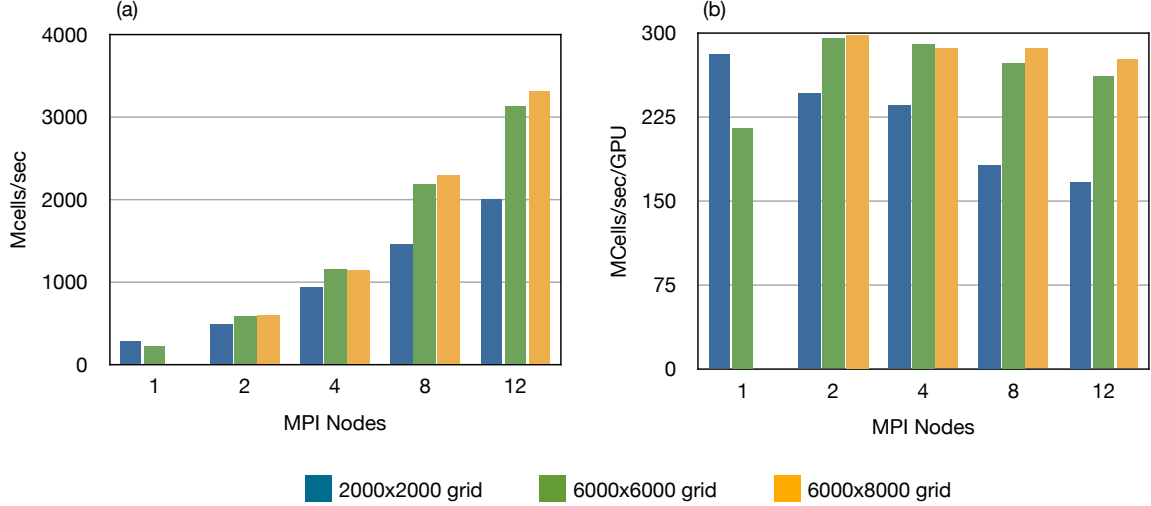 (a)
4000
3000
2000
1000
0
Mcells/sec
1 2 4 8 12
MPI Nodes
(b)
300
225
150
75
0
MCells/sec/GPU
1 2 4 8 12
MPI Nodes
2000x2000 grid 6000x6000 grid 6000x8000 grid